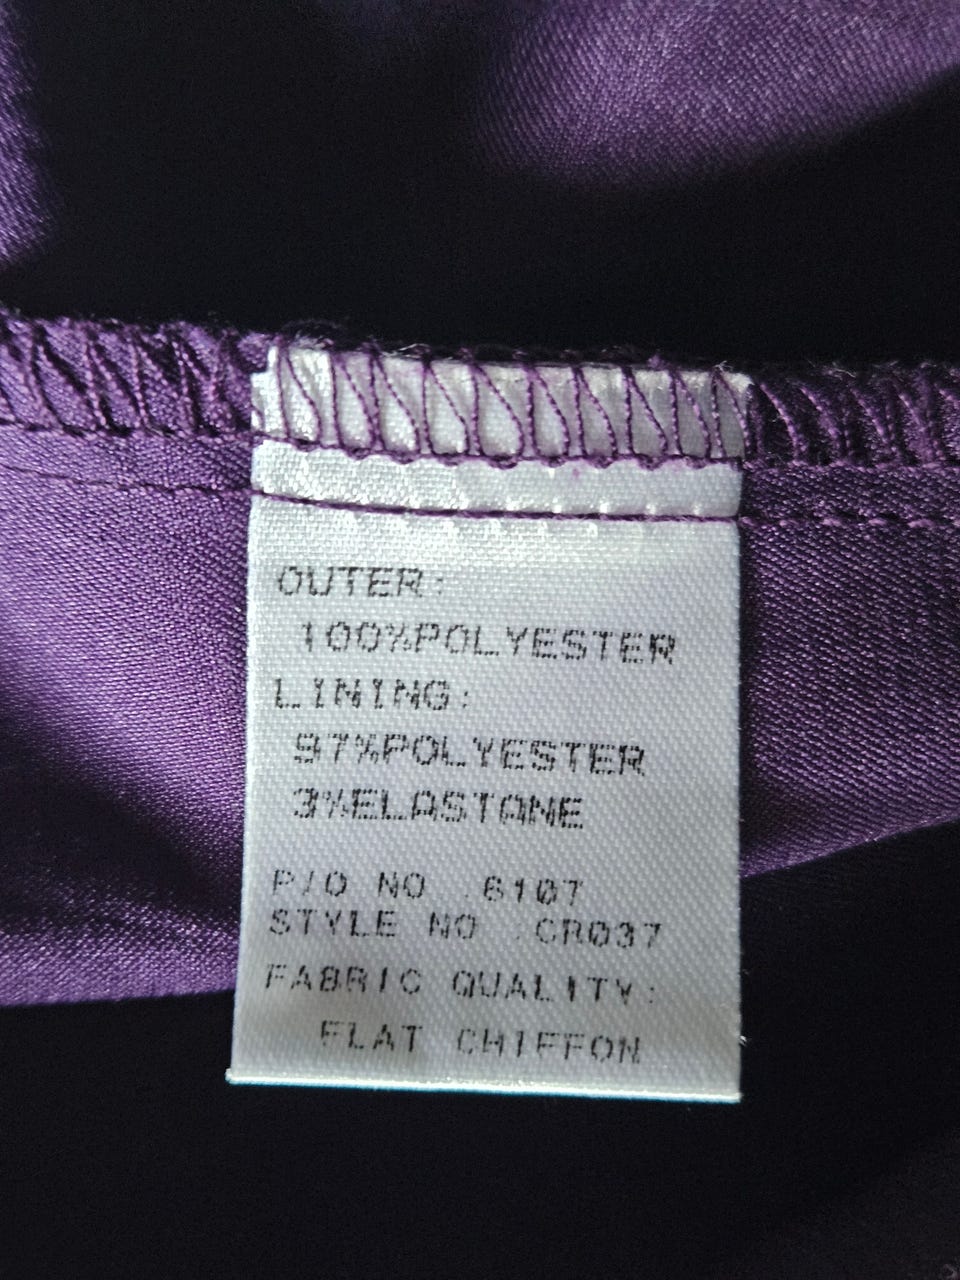 OUTER:
100%POLYESTER
LINING:
97%POLYESTER
3%ELASTANE
P/O NO :6107
STYLE NO :CR037
FABRIC QUALITY:
FLAT CHIFFON